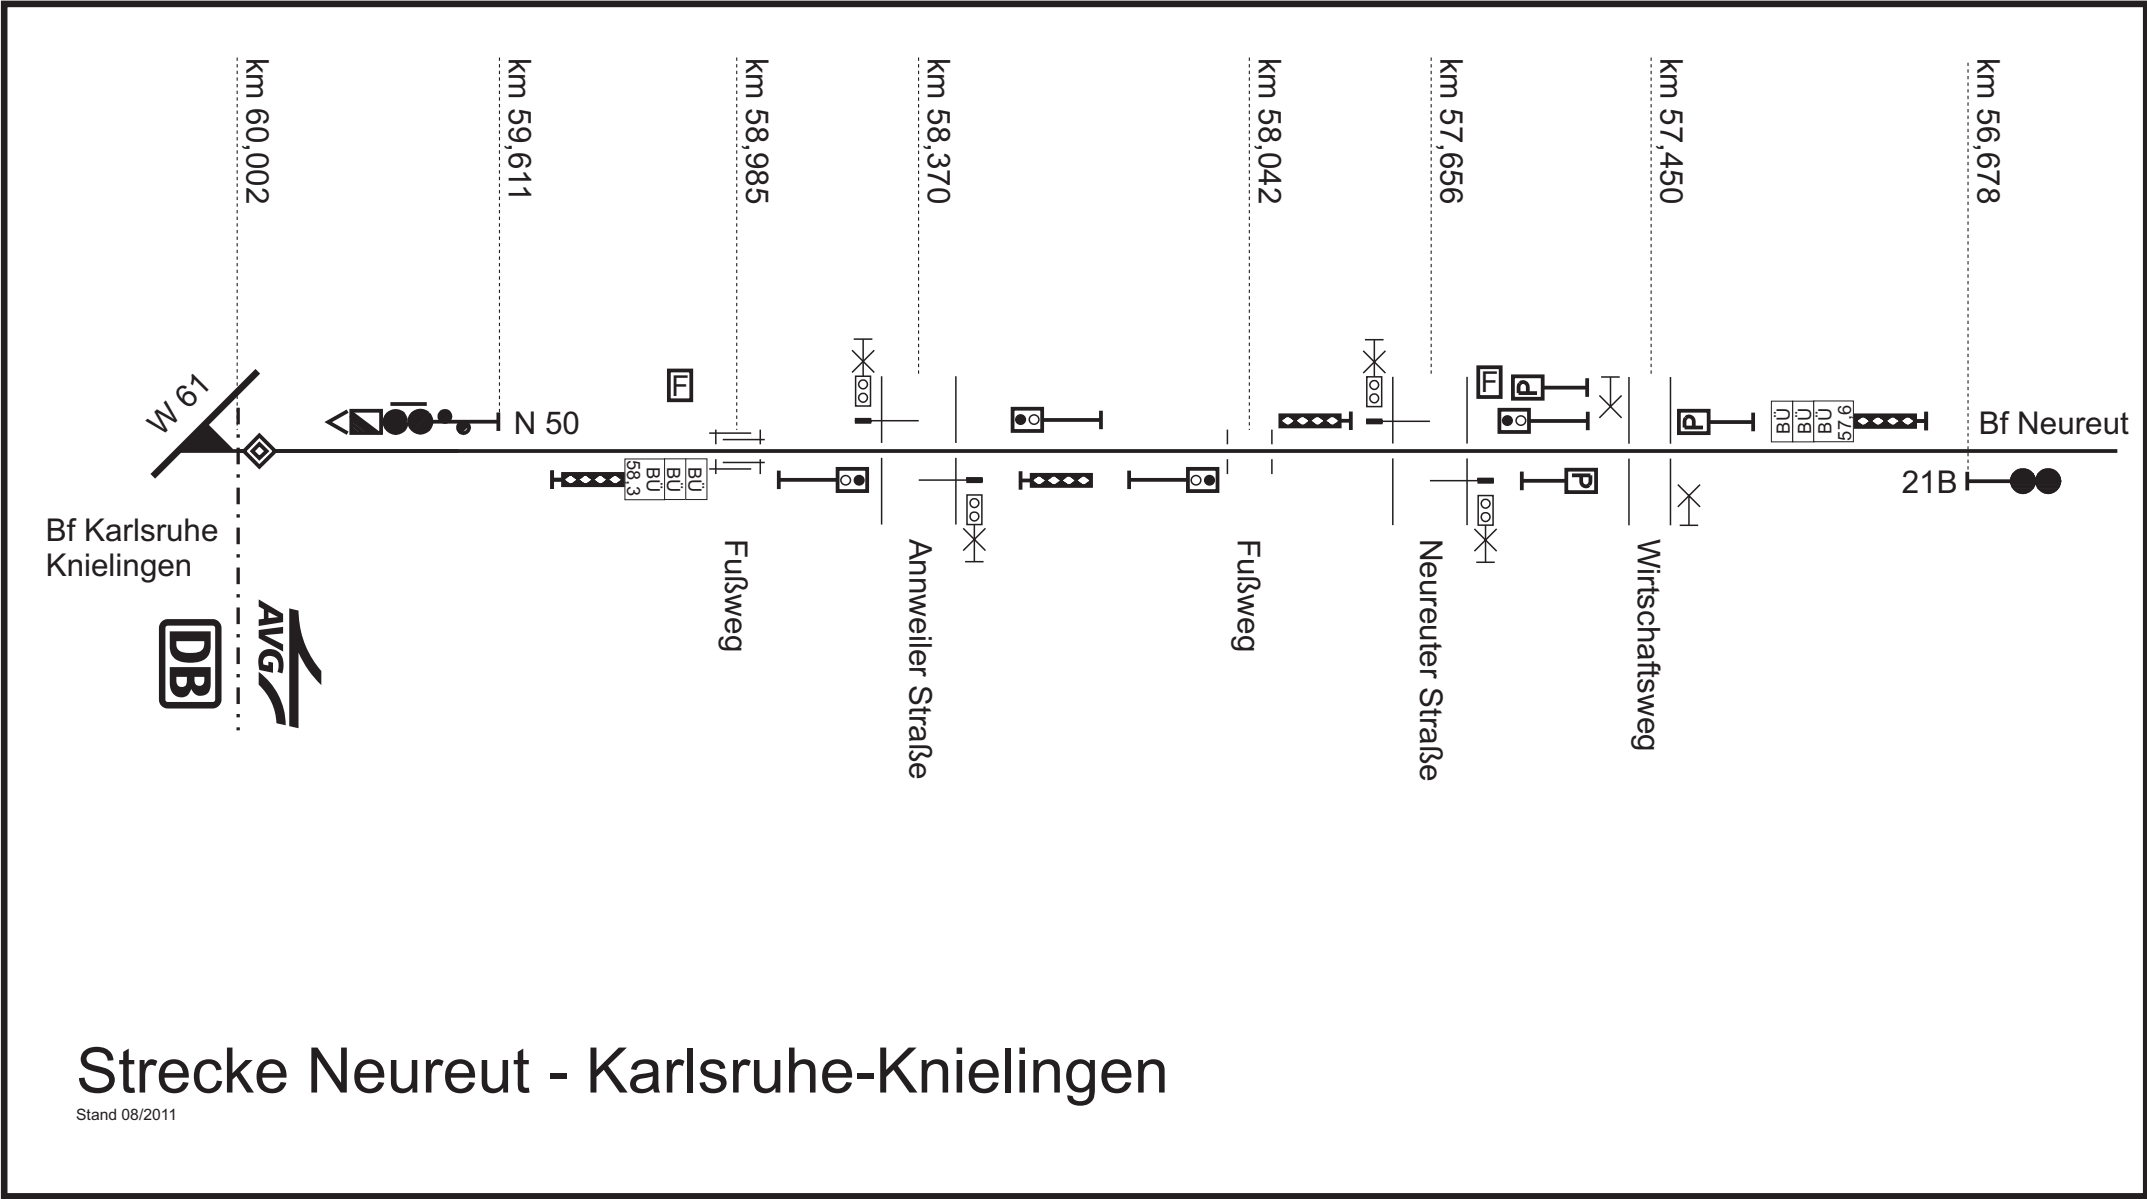 km 60,002
km 59,611
km 58,985
km 58,370
km 58,042
km 57,656
km 57,450
km 56,678
W 61
N 50
F
F
P
P
BÜ
BÜ
BÜ
57,6
Bf Neureut
58,3
BÜ
BÜ
BÜ
P
21B
Bf Karlsruhe
Knielingen
DB
AVG
Fußweg
Annweiler Straße
Fußweg
Neureuter Straße
Wirtschaftsweg
Strecke Neureut - Karlsruhe-Knielingen
Stand 08/2011